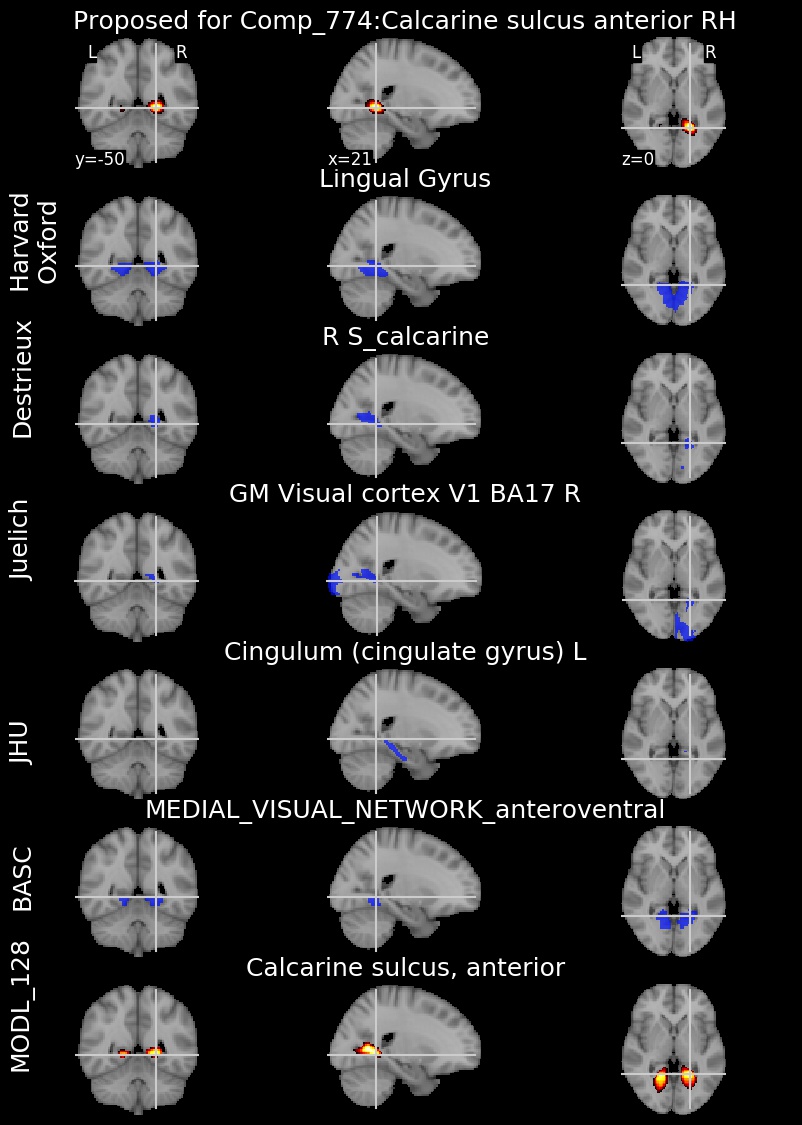 Proposed for Comp_774:Calcarine sulcus anterior RH
L R
L R
y=-50
x=21
z=0
Lingual Gyrus
Harvard
Oxford
R S_calcarine
Destrieux
GM Visual cortex V1 BA17 R
Juelich
Cingulum (cingulate gyrus) L
JHU
MEDIAL_VISUAL_NETWORK_anteroventral
BASC
Calcarine sulcus, anterior
MODL_128